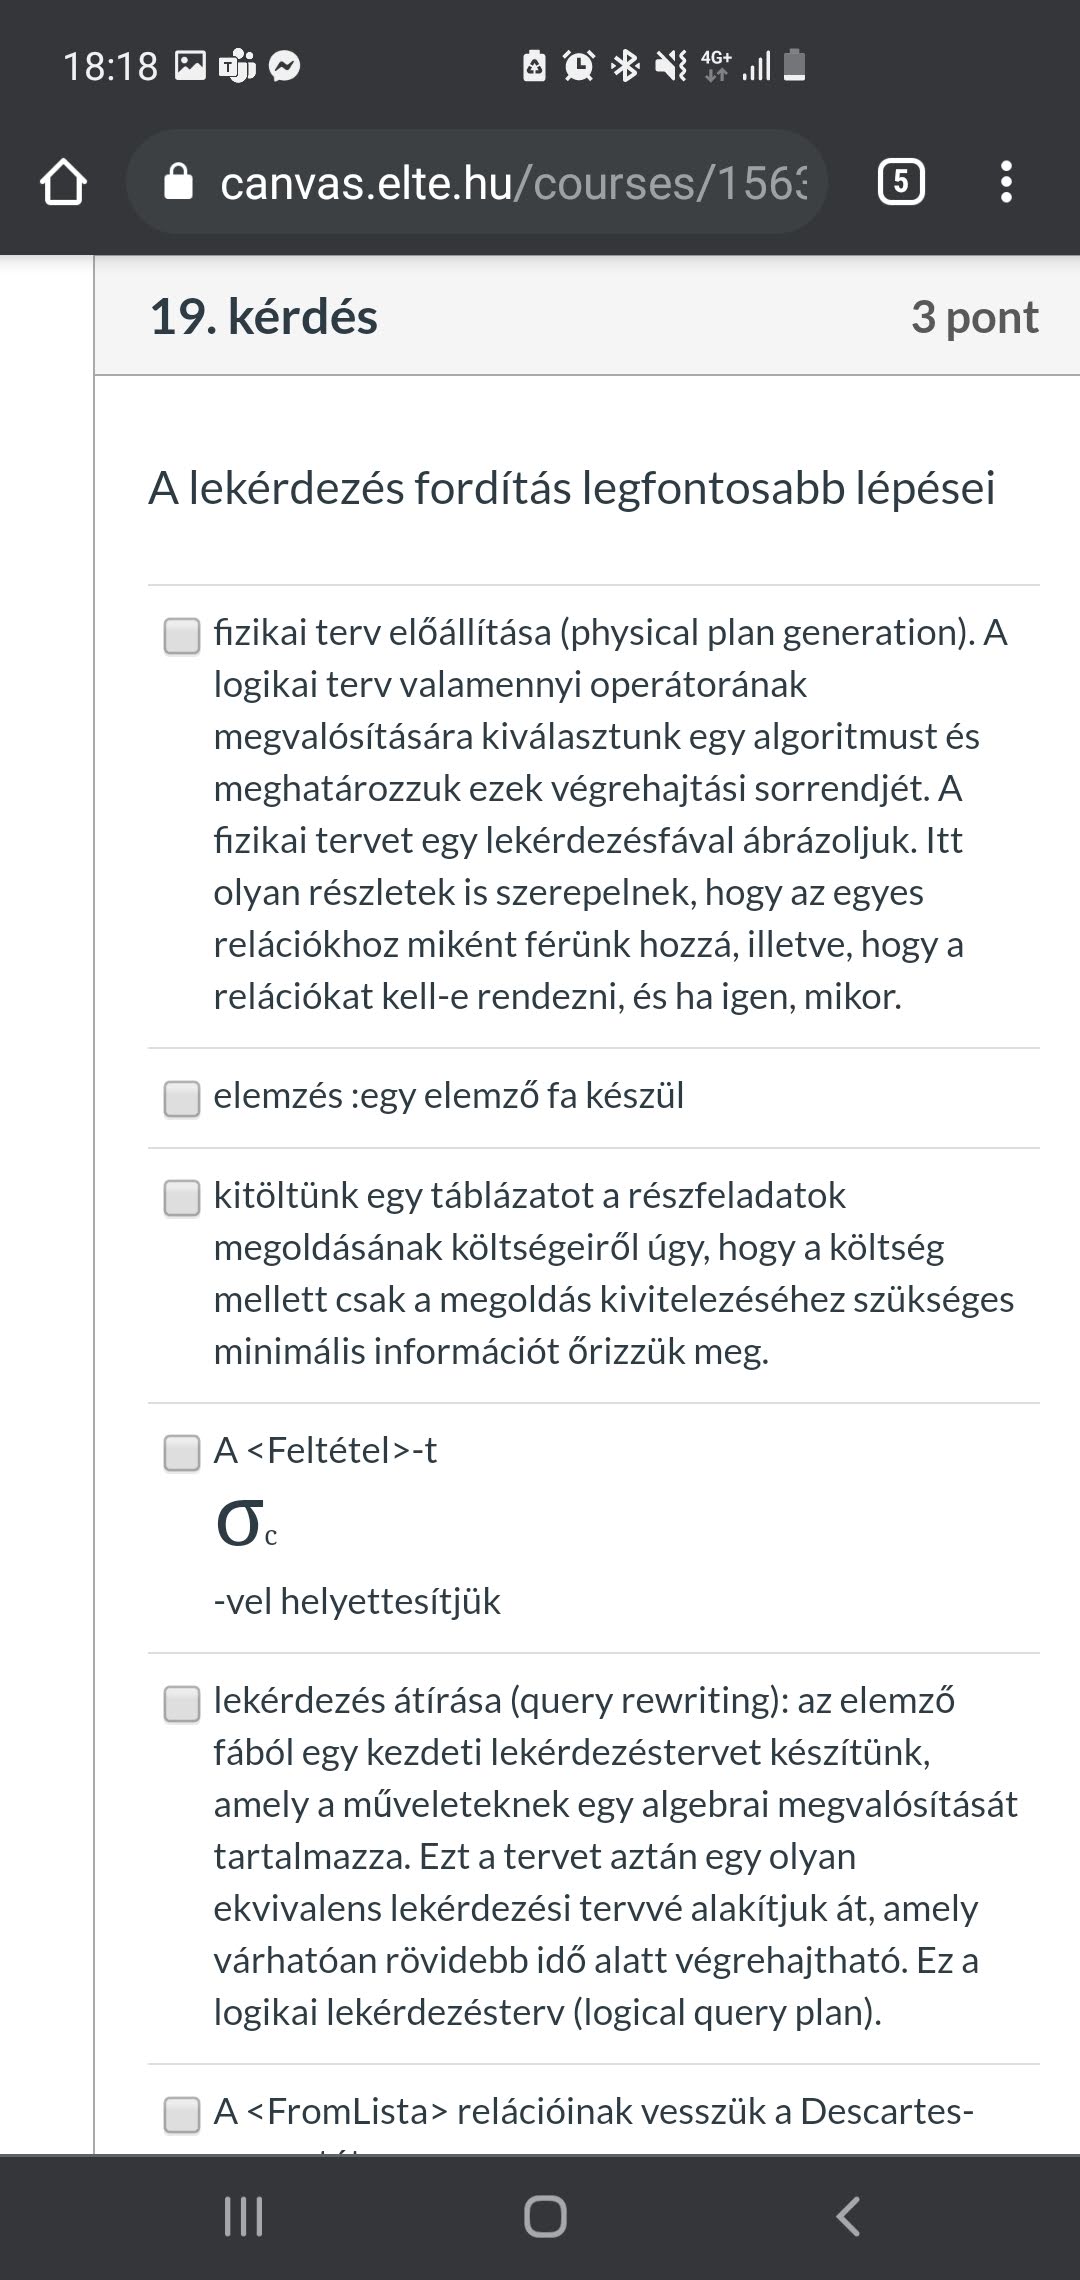 18:18
4G+
canvas.elte.hu/courses/1563
5
19. kérdés
3 pont
A lekérdezés fordítás legfontosabb lépései
fizikai terv előállítása (physical plan generation). A
logikai terv valamennyi operátorának
megvalósítására kiválasztunk egy algoritmust és
meghatározzuk ezek végrehajtási sorrendjét. A
fizikai tervet egy lekérdezésfával ábrázoljuk. Itt
olyan részletek is szerepelnek, hogy az egyes
relációkhoz miként férünk hozzá, illetve, hogy a
relációkat kell-e rendezni, és ha igen, mikor.
elemzés :egy elemző fa készül
kitöltünk egy táblázatot a részfeladatok
megoldásának költségeiről úgy, hogy a költség
mellett csak a megoldás kivitelezéséhez szükséges
minimális információt őrizzük meg.
A <Feltétel>-t
σc
-vel helyettesítjük
lekérdezés átírása (query rewriting): az elemző
fából egy kezdeti lekérdezéstervet készítünk,
amely a műveleteknek egy algebrai megvalósítását
tartalmazza. Ezt a tervet aztán egy olyan
ekvivalens lekérdezési tervvé alakítjuk át, amely
várhatóan rövidebb idő alatt végrehajtható. Ez a
logikai lekérdezésterv (logical query plan).
A <FromLista> relációinak vesszük a Descartes-